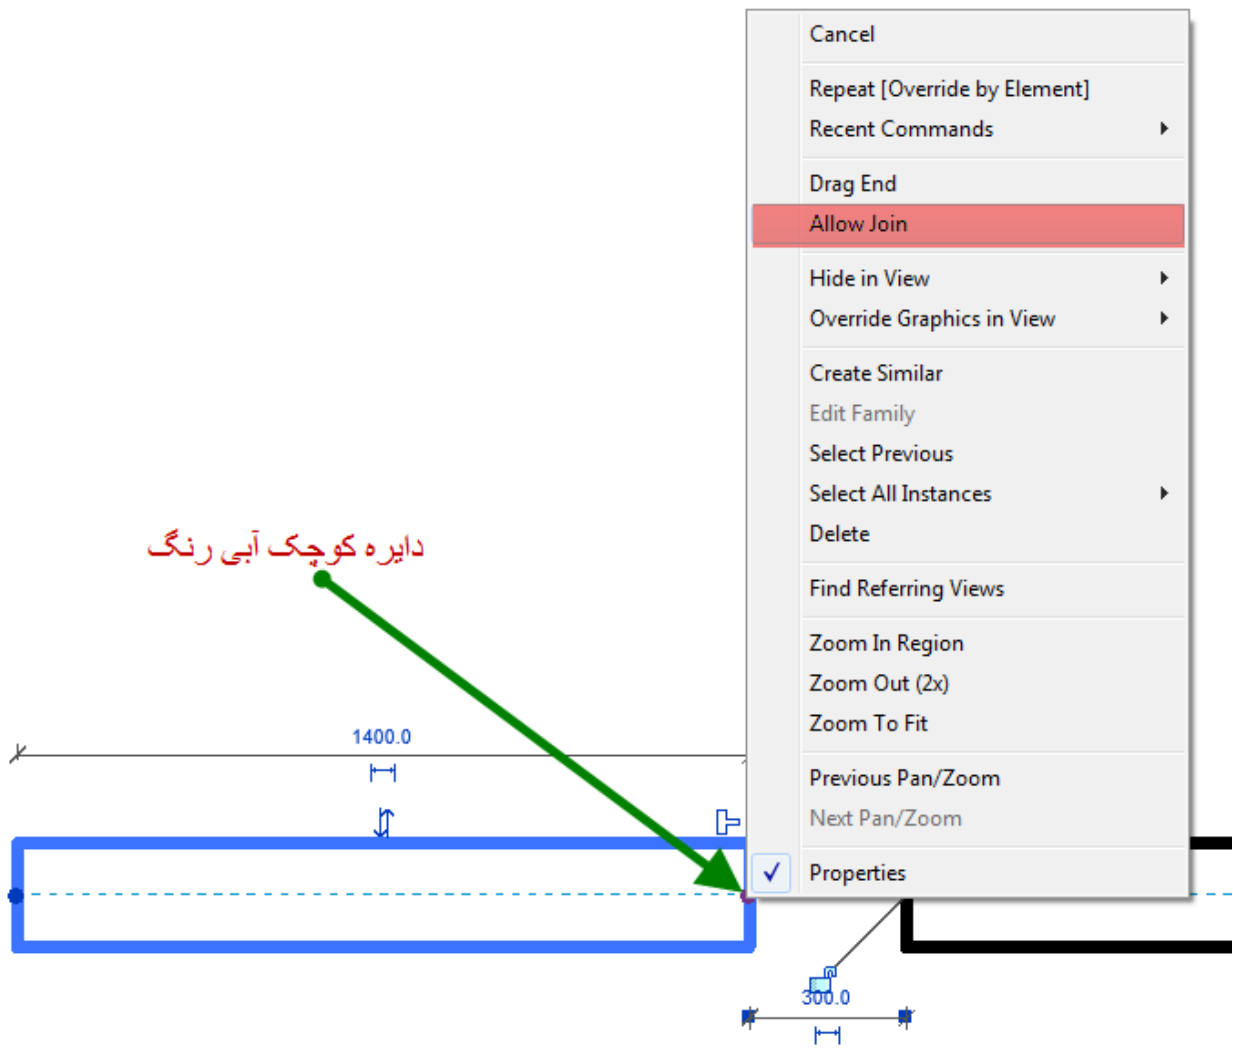 Cancel
Repeat [Override by Element]
Recent Commands
Drag End
Allow Join
Hide in View
Override Graphics in View
Create Similar
Edit Family
Select Previous
Select All Instances
Delete
Find Referring Views
Zoom In Region
Zoom Out (2x)
Zoom To Fit
Previous Pan/Zoom
Next Pan/Zoom
Properties
دایره کوچک آبی رنگ
1400.0
300.0